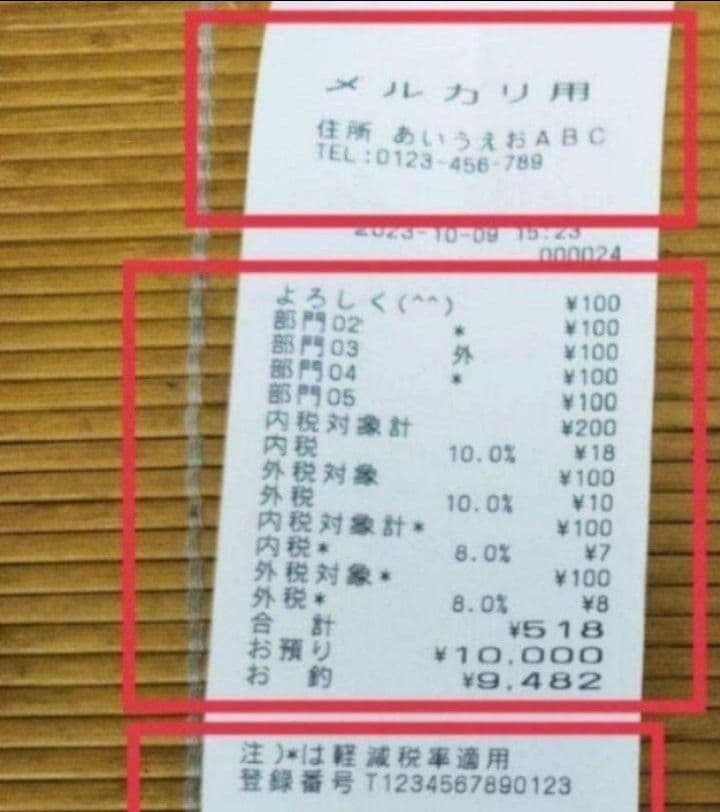 メルカリ用
住所 あいうえおABC
TEL:0123-456-789
2023-10-09 15:23
000024
よろしく(^^) ¥100
部門02 * ¥100
部門03 外 ¥100
部門04 * ¥100
部門05 ¥100
内税対象計 ¥200
内税 10.0% ¥18
外税対象 ¥100
外税 10.0% ¥10
内税対象計* ¥100
内税* 8.0% ¥7
外税対象* ¥100
外税* 8.0% ¥8
合 計 ¥518
お預り ¥10,000
お 釣 ¥9,482
注)*は軽減税率適用
登録番号 T1234567890123